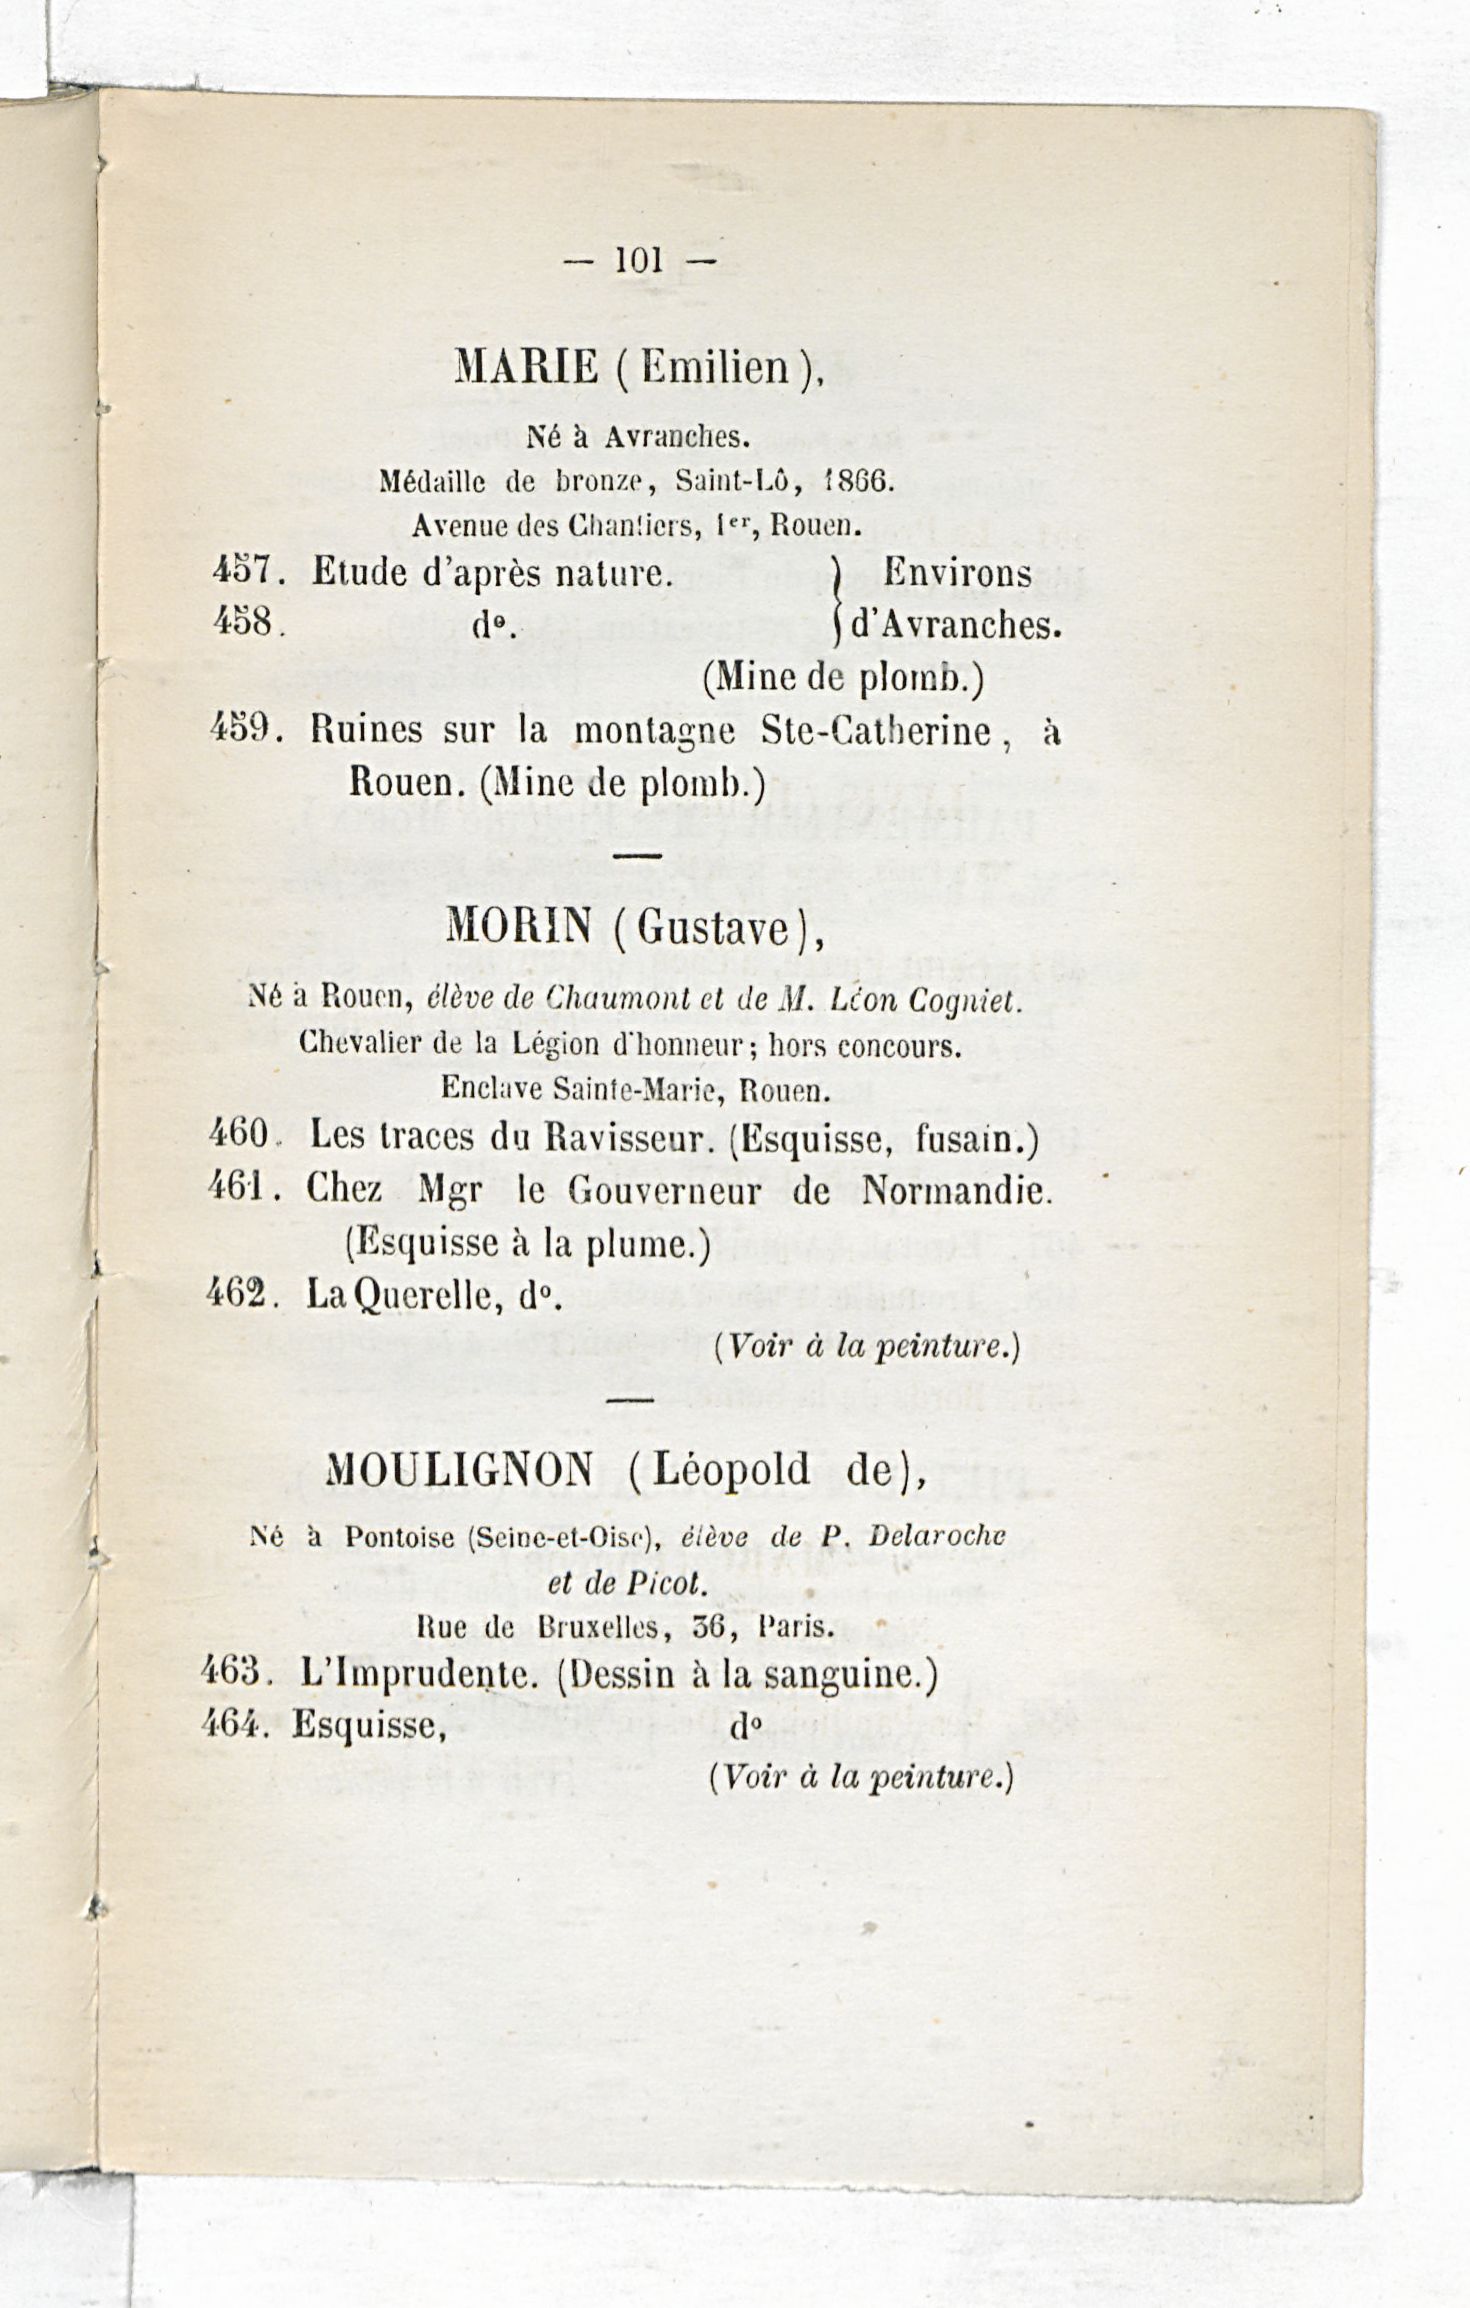 — 101 —
MARIE (Emilien),
Né à Avranches.
Médaille de bronze, Saint-Lô, 1866.
Avenue des Chantiers, 1er, Rouen.
457. Etude d'après nature. } Environs
458. do. } d'Avranches.
(Mine de plomb.)
459. Ruines sur la montagne Ste-Catherine, à
Rouen. (Mine de plomb.)
—
MORIN (Gustave),
Né à Rouen, élève de Chaumont et de M. Léon Cogniet.
Chevalier de la Légion d'honneur; hors concours.
Enclave Sainte-Marie, Rouen.
460. Les traces du Ravisseur. (Esquisse, fusain.)
461. Chez Mgr le Gouverneur de Normandie.
(Esquisse à la plume.)
462. La Querelle, do.
(Voir à la peinture.)
—
MOULIGNON (Léopold de),
Né à Pontoise (Seine-et-Oise), élève de P. Delaroche
et de Picot.
Rue de Bruxelles, 36, Paris.
463. L'Imprudente. (Dessin à la sanguine.)
464. Esquisse, do
(Voir à la peinture.)